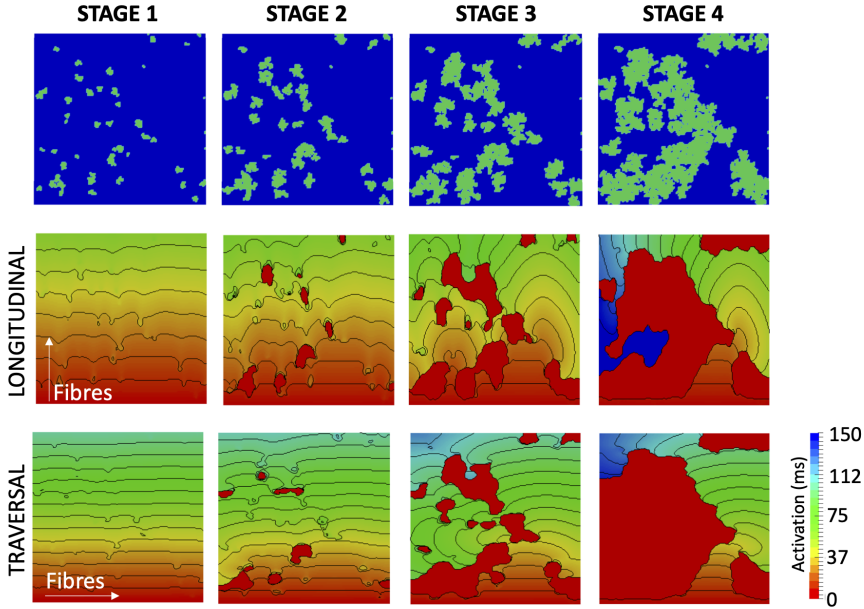 STAGE 1
STAGE 2
STAGE 3
STAGE 4
LONGITUDINAL
Fibres
TRAVERSAL
Fibres
Activation (ms)
150
112
75
37
0